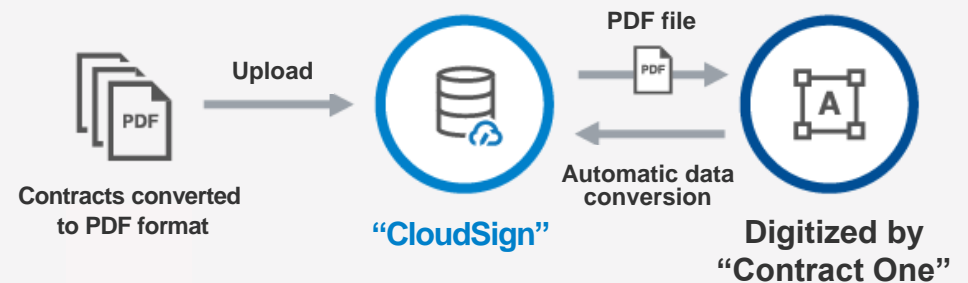 PDF
Contracts converted
to PDF format
Upload
“CloudSign”
PDF file
PDF
Automatic data
conversion
A
Digitized by
“Contract One”